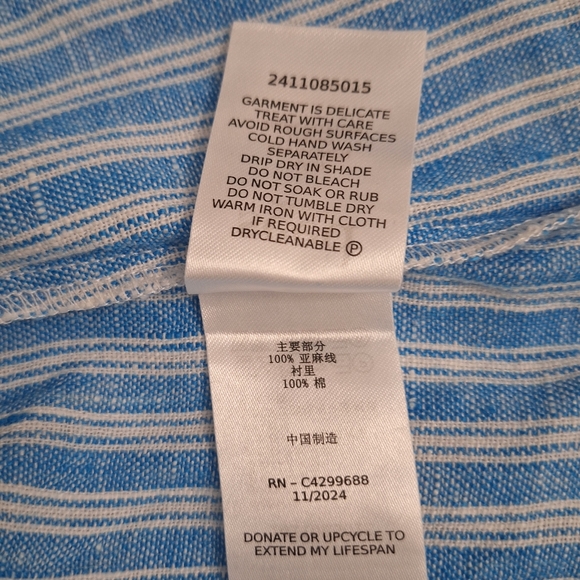 2411085015
GARMENT IS DELICATE
TREAT WITH CARE
AVOID ROUGH SURFACES
COLD HAND WASH
SEPARATELY
DRIP DRY IN SHADE
DO NOT BLEACH
DO NOT SOAK OR RUB
DO NOT TUMBLE DRY
WARM IRON WITH CLOTH
IF REQUIRED
DRYCLEANABLE Ⓟ
主要部分
100% 亚麻线
衬里
100% 棉
中国制造
RN – C4299688
11/2024
DONATE OR UPCYCLE TO
EXTEND MY LIFESPAN